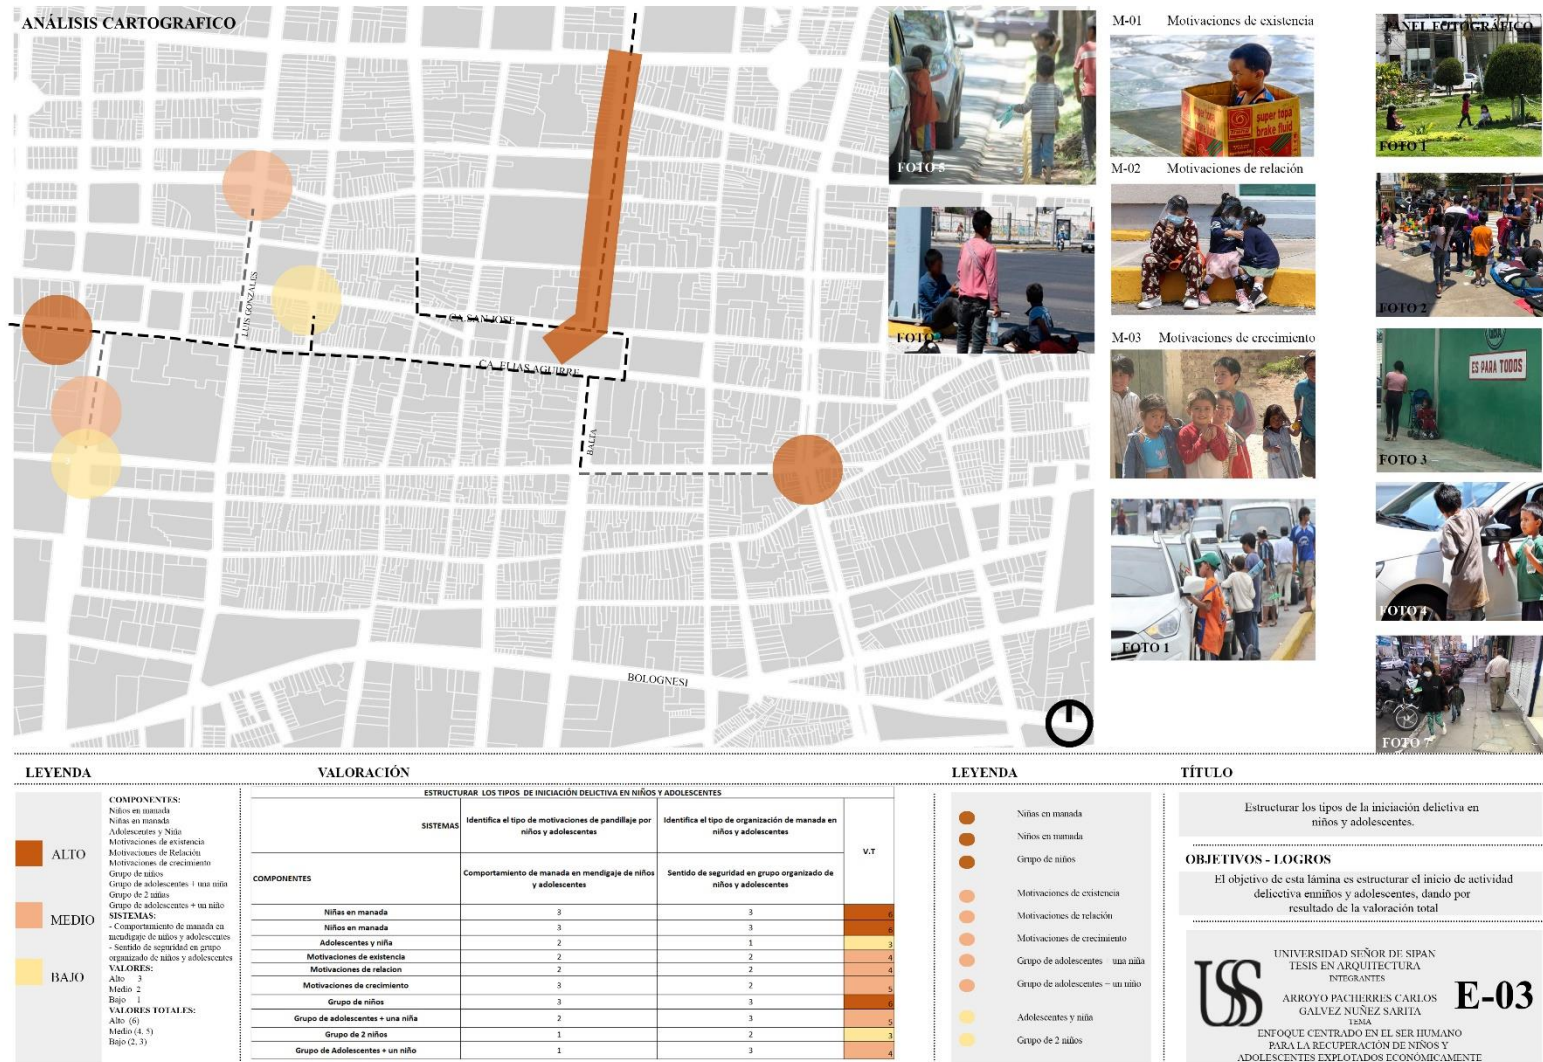 ANÁLISIS CARTOGRAFICO
LUIS GONZALES
CA. SAN JOSE
CA. ELIAS AGUIRRE
BALTA
BOLOGNESI
FOTO 5
FOTO 1
M-01 Motivaciones de existencia
super topa
brake fluid
M-02 Motivaciones de relación
M-03 Motivaciones de crecimiento
PANEL FOTOGRÁFICO
FOTO 1
FOTO 2
ES PARA TODOS
FOTO 3
FOTO 4
FOTO 7
LEYENDA
ALTO
MEDIO
BAJO
COMPONENTES:
Niños en manada
Niñas en manada
Adolescentes y Niña
Motivaciones de existencia
Motivaciones de Relación
Motivaciones de crecimiento
Grupo de niños
Grupo de adolescentes + una niña
Grupo de 2 niñas
Grupo de adolescentes + un niño
SISTEMAS:
- Comportamiento de manada en
mendigaje de niños y adolescentes
- Sentido de seguridad en grupo
organizado de niños y adolescentes
VALORES:
Alto 3
Medio 2
Bajo 1
VALORES TOTALES:
Alto (6)
Medio (4, 5)
Bajo (2, 3)
VALORACIÓN
ESTRUCTURAR LOS TIPOS DE INICIACIÓN DELICTIVA EN NIÑOS Y ADOLESCENTES
SISTEMAS
Identifica el tipo de motivaciones de pandillaje por
niños y adolescentes
Identifica el tipo de organización de manada en
niños y adolescentes
V.T
COMPONENTES
Comportamiento de manada en mendigaje de niños
y adolescentes
Sentido de seguridad en grupo organizado de
niños y adolescentes
Niñas en manada 3 3 6
Niños en manada 3 3 6
Adolescentes y niña 2 1 3
Motivaciones de existencia 2 2 4
Motivaciones de relacion 2 2 4
Motivaciones de crecimiento 3 2 5
Grupo de niños 3 3 6
Grupo de adolescentes + una niña 2 3 5
Grupo de 2 niños 1 2 3
Grupo de Adolescentes + un niño 1 3 4
LEYENDA
Niñas en manada
Niños en manada
Grupo de niños
Motivaciones de existencia
Motivaciones de relación
Motivaciones de crecimiento
Grupo de adolescentes + una niña
Grupo de adolescentes + un niño
Adolescentes y niña
Grupo de 2 niños
TÍTULO
Estructurar los tipos de la iniciación delictiva en
niños y adolescentes.
OBJETIVOS - LOGROS
El objetivo de esta lámina es estructurar el inicio de actividad
deliectiva enniños y adolescentes, dando por
resultado de la valoración total
USS
UNIVERSIDAD SEÑOR DE SIPAN
TESIS EN ARQUITECTURA
INTEGRANTES
ARROYO PACHERRES CARLOS
GALVEZ NUÑEZ SARITA
TEMA
ENFOQUE CENTRADO EN EL SER HUMANO
PARA LA RECUPERACIÓN DE NIÑOS Y
ADOLESCENTES EXPLOTADOS ECONÓMICAMENTE
E-03